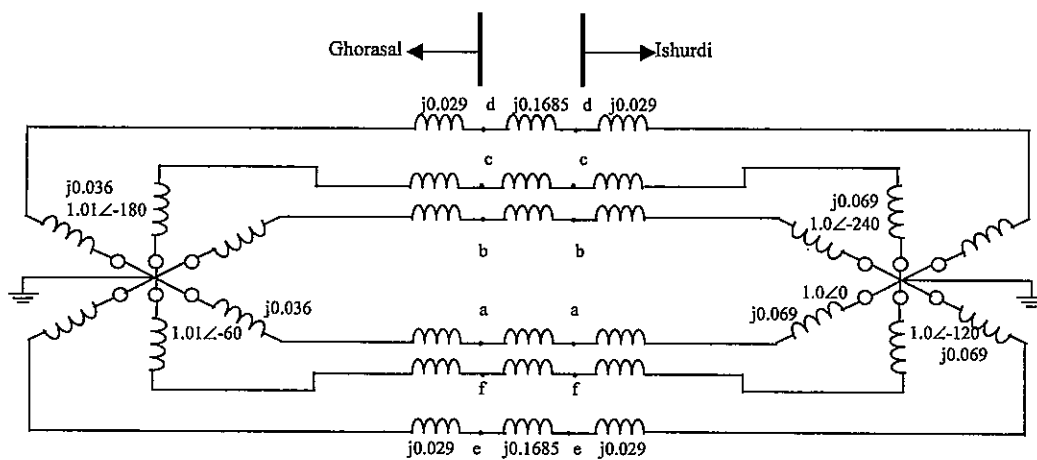 Ghorasal Ishurdi
j0.029 d j0.1685 d j0.029
c c
j0.036
1.01∠-180
j0.069
1.0∠-240
b b
a a
j0.036
1.01∠-60
1.0∠0
j0.069
1.0∠-120
j0.069
f f
j0.029 e j0.1685 e j0.029